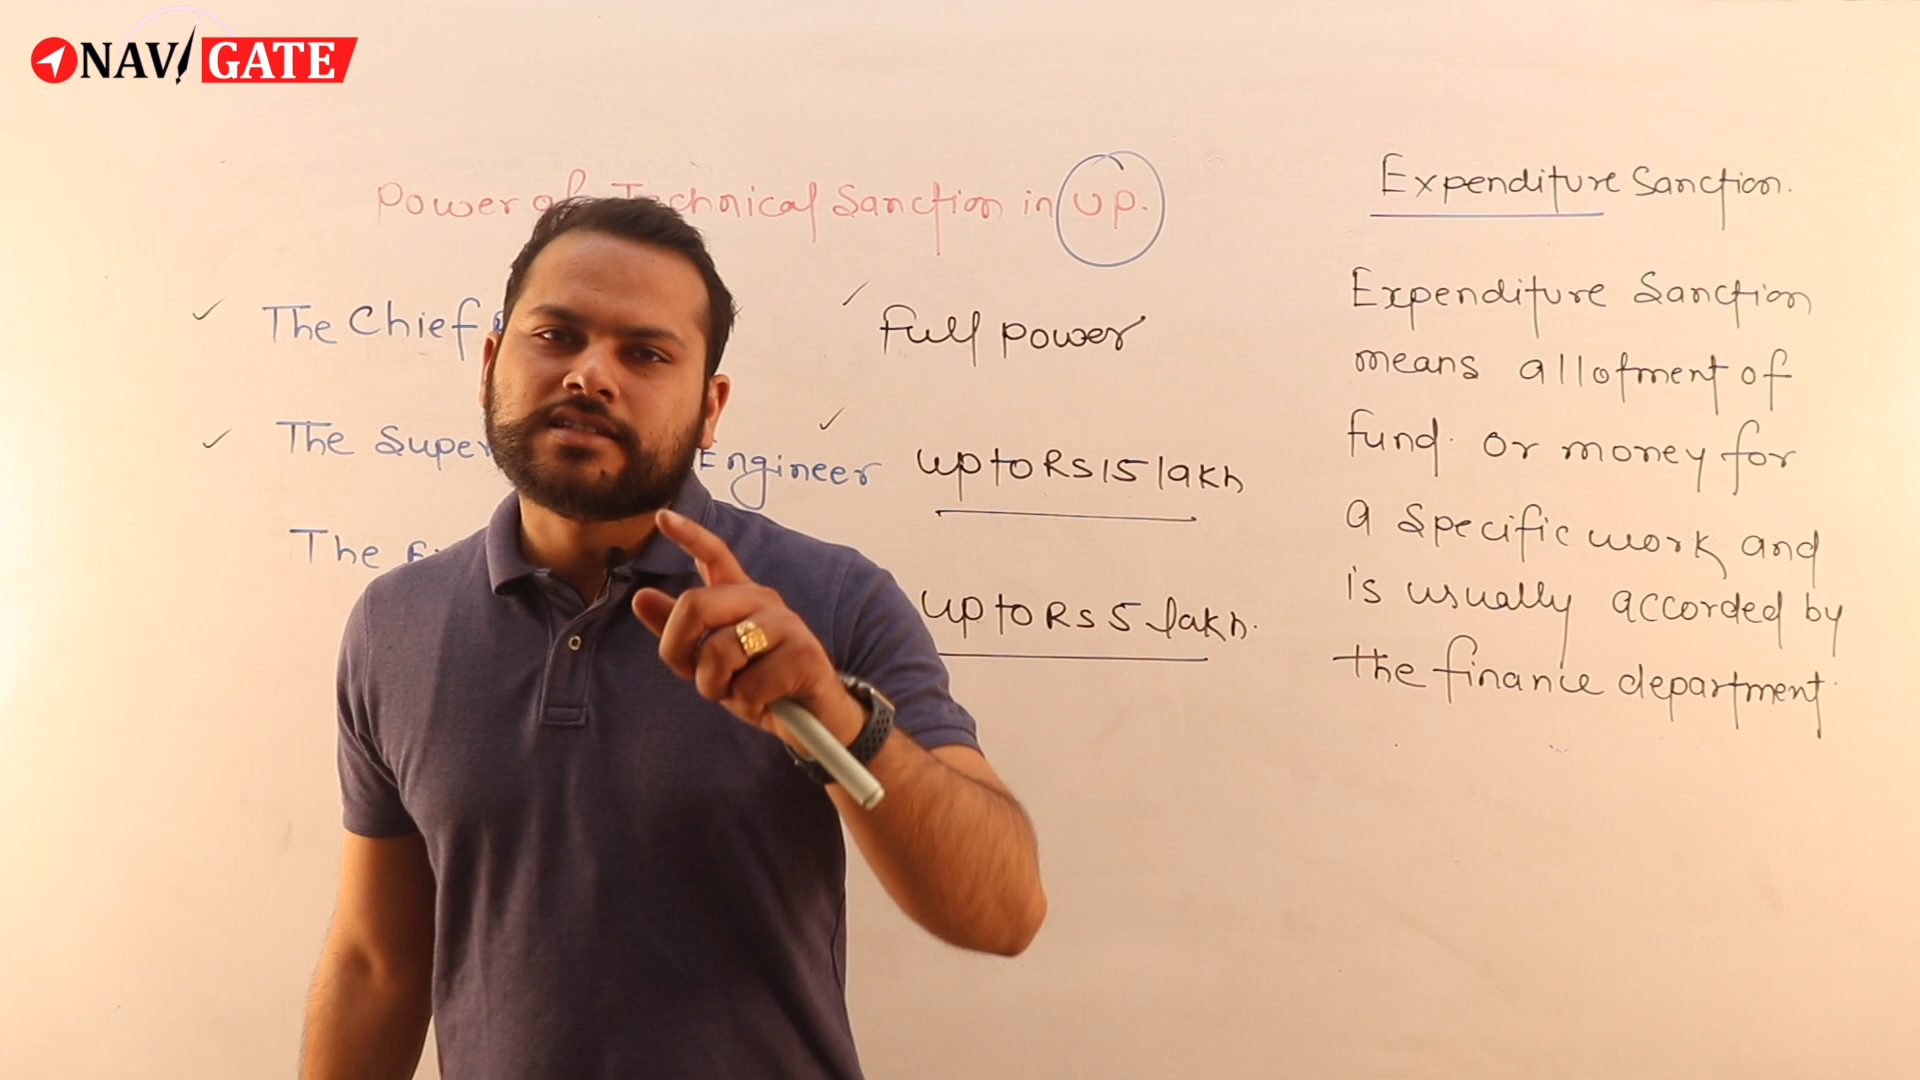 NAVIGATE
Power of Technical Sanction in UP.
The Chief
Full power
The Super Engineer
upto Rs 15 lakh
The
upto Rs 5 lakh.
Expenditure Sanction.
Expenditure Sanction
means allotment of
fund. or money for
a specific work and
is usually accorded by
the finance department.